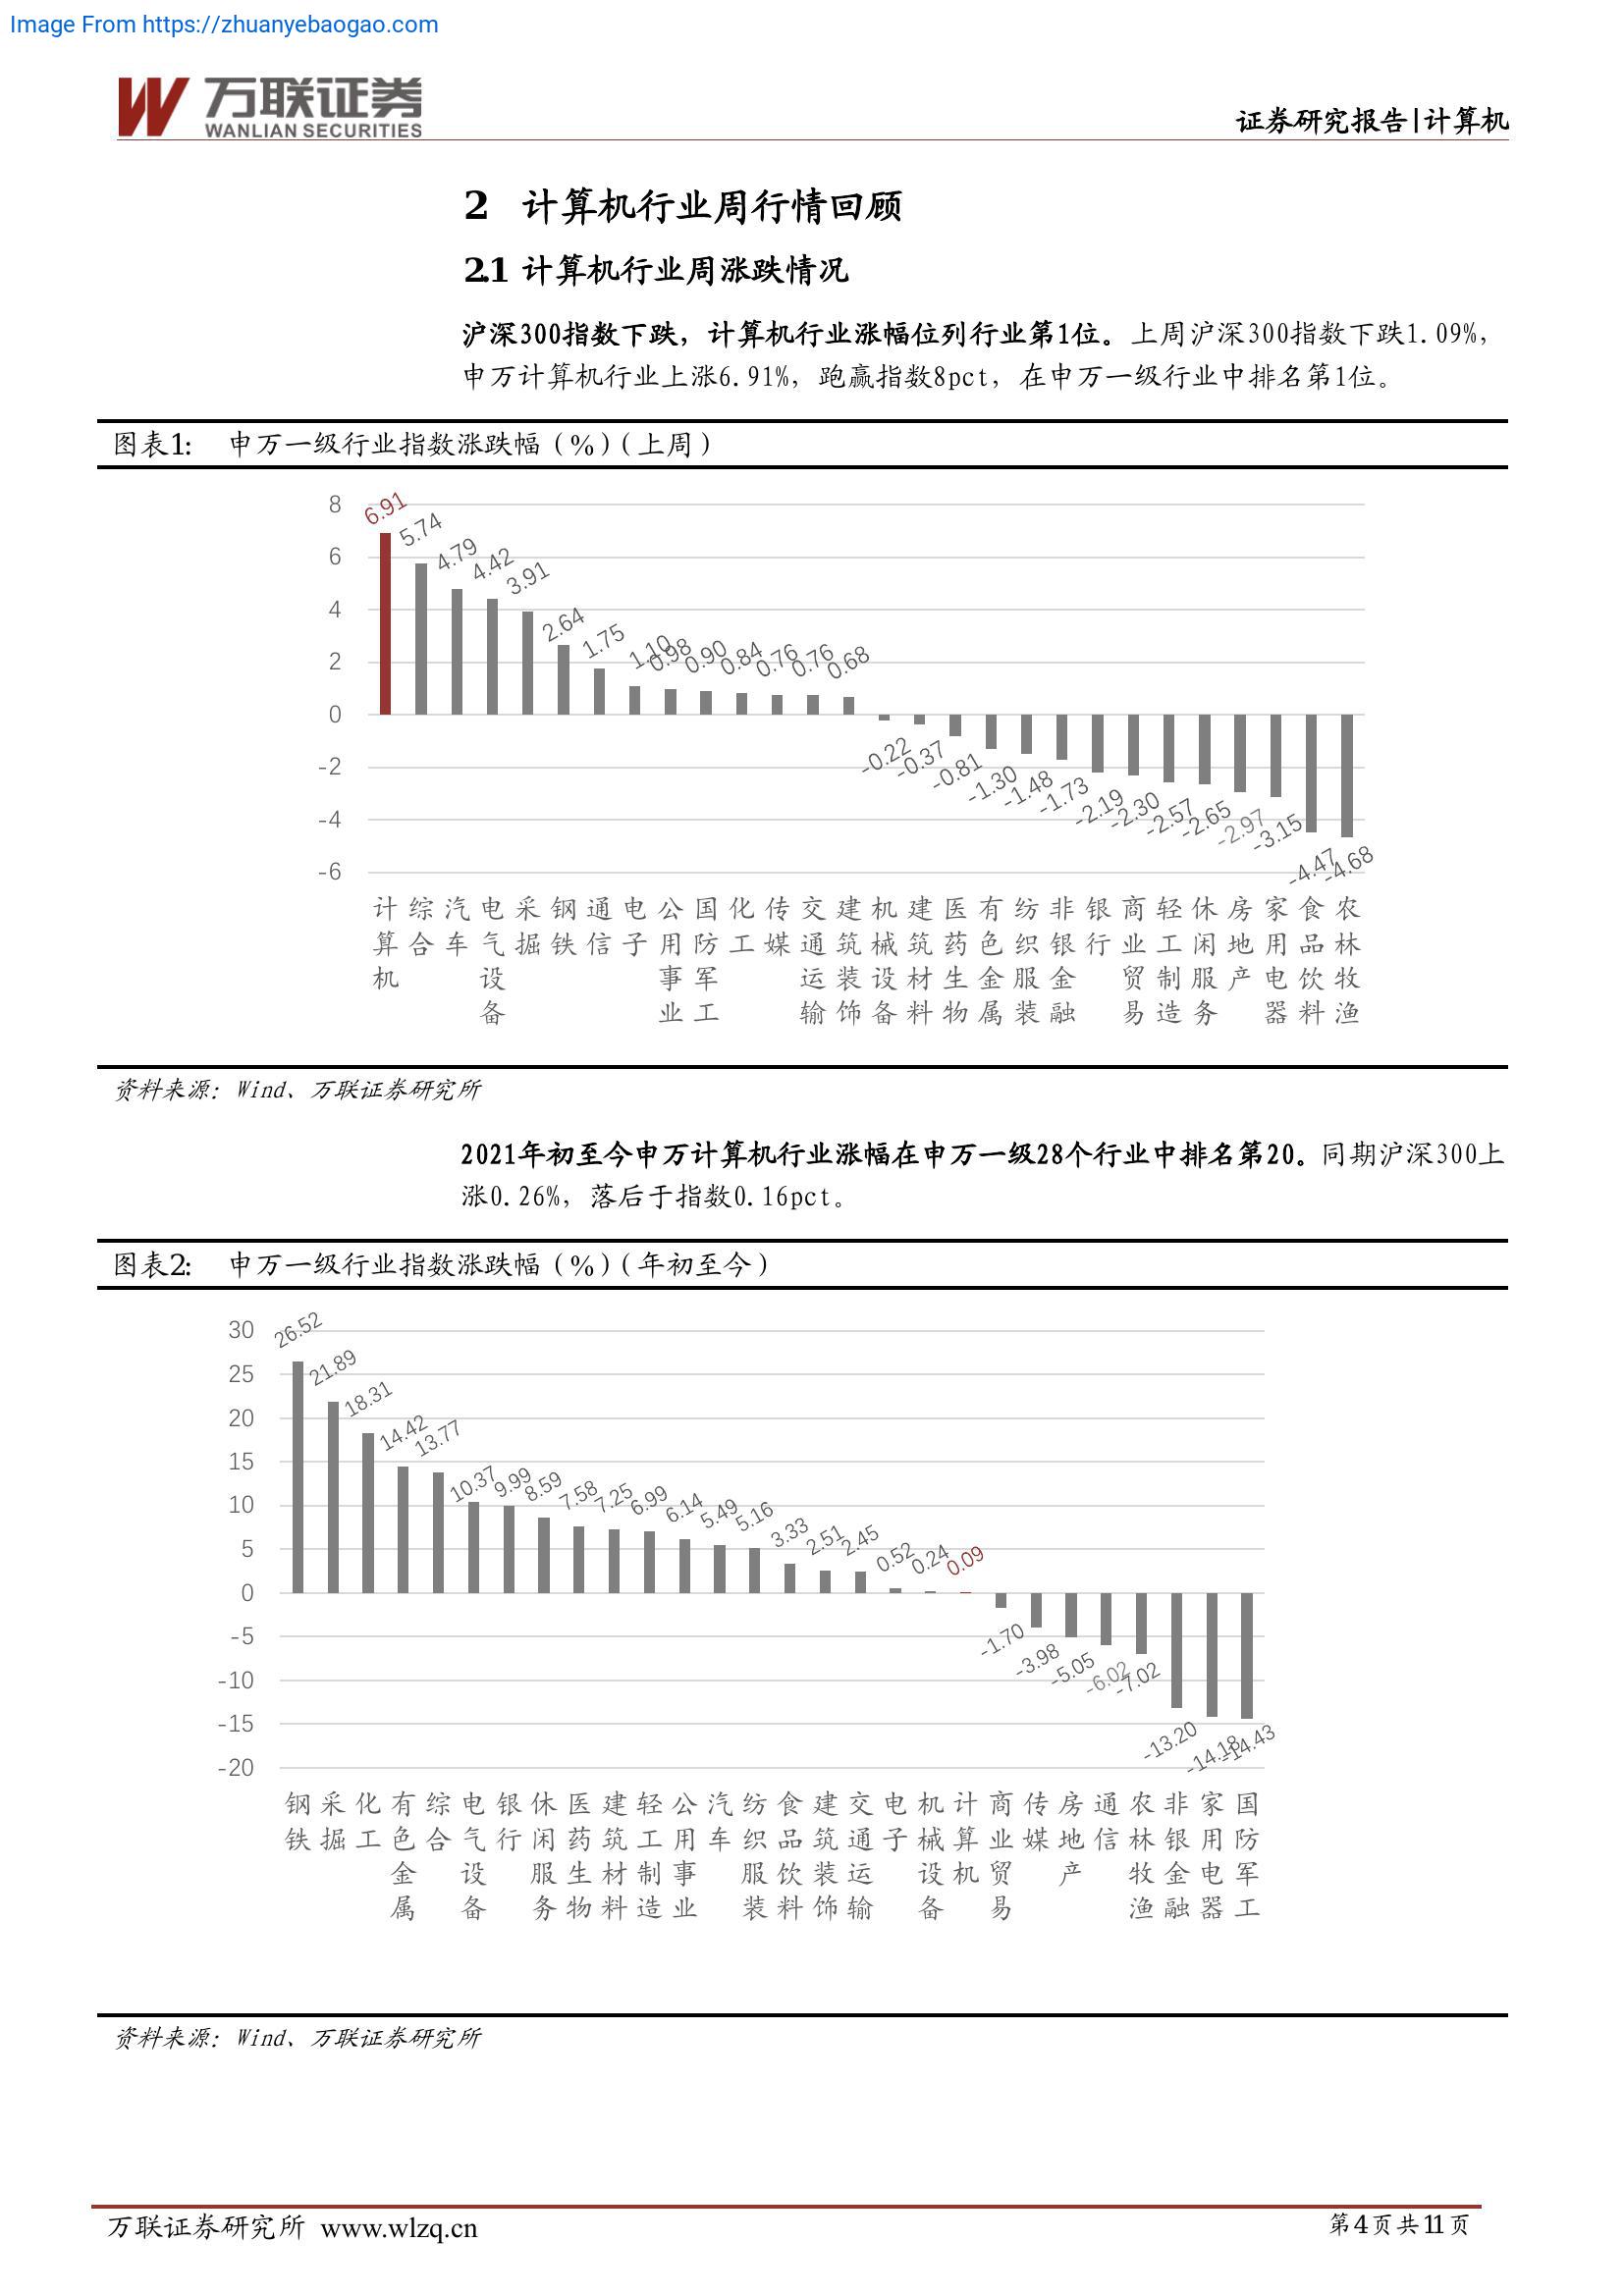 Image From https://zhuanyebaogao.com
万联证券
WANLIAN SECURITIES
证券研究报告|计算机
2 计算机行业周行情回顾
2.1 计算机行业周涨跌情况
沪深300指数下跌，计算机行业涨幅位列行业第1位。上周沪深300指数下跌1.09%，
申万计算机行业上涨6.91%，跑赢指数8pct，在申万一级行业中排名第1位。
图表1: 申万一级行业指数涨跌幅（%）（上周）
8
6
4
2
0
-2
-4
-6
6.91 5.74 4.79 4.42 3.91 2.64 1.75 1.10 0.98 0.90 0.84 0.76 0.76 0.68 -0.22 -0.37 -0.81 -1.30 -1.48 -1.73 -2.19 -2.30 -2.57 -2.65 -2.97 -3.15 -4.47 -4.68
计算机 综合 汽车 电气设备 采掘 钢铁 通信 电子 公用事业 国防军工 化工 传媒 交通运输 建筑装饰 机械设备 建筑材料 医药生物 有色金属 纺织服装 非银金融 银行 商业贸易 轻工制造 休闲服务 房地产 家用电器 食品饮料 农林牧渔
资料来源：Wind、万联证券研究所
2021年初至今申万计算机行业涨幅在申万一级28个行业中排名第20。同期沪深300上
涨0.26%，落后于指数0.16pct。
图表2: 申万一级行业指数涨跌幅（%）（年初至今）
30
25
20
15
10
5
0
-5
-10
-15
-20
26.52 21.89 18.31 14.42 13.77 10.37 9.99 8.59 7.58 7.25 6.99 6.14 5.49 5.16 3.33 2.51 2.45 0.52 0.24 0.09 -1.70 -3.98 -5.05 -6.02 -7.02 -13.20 -14.18 -14.43
钢铁 采掘 化工 有色金属 综合 电气设备 银行 休闲服务 医药生物 建筑材料 轻工制造 公用事业 汽车 纺织服装 食品饮料 建筑装饰 交通运输 电子 机械设备 计算机 商业贸易 传媒 房地产 通信 农林牧渔 非银金融 家用电器 国防军工
资料来源：Wind、万联证券研究所
万联证券研究所 www.wlzq.cn
第4页共11页